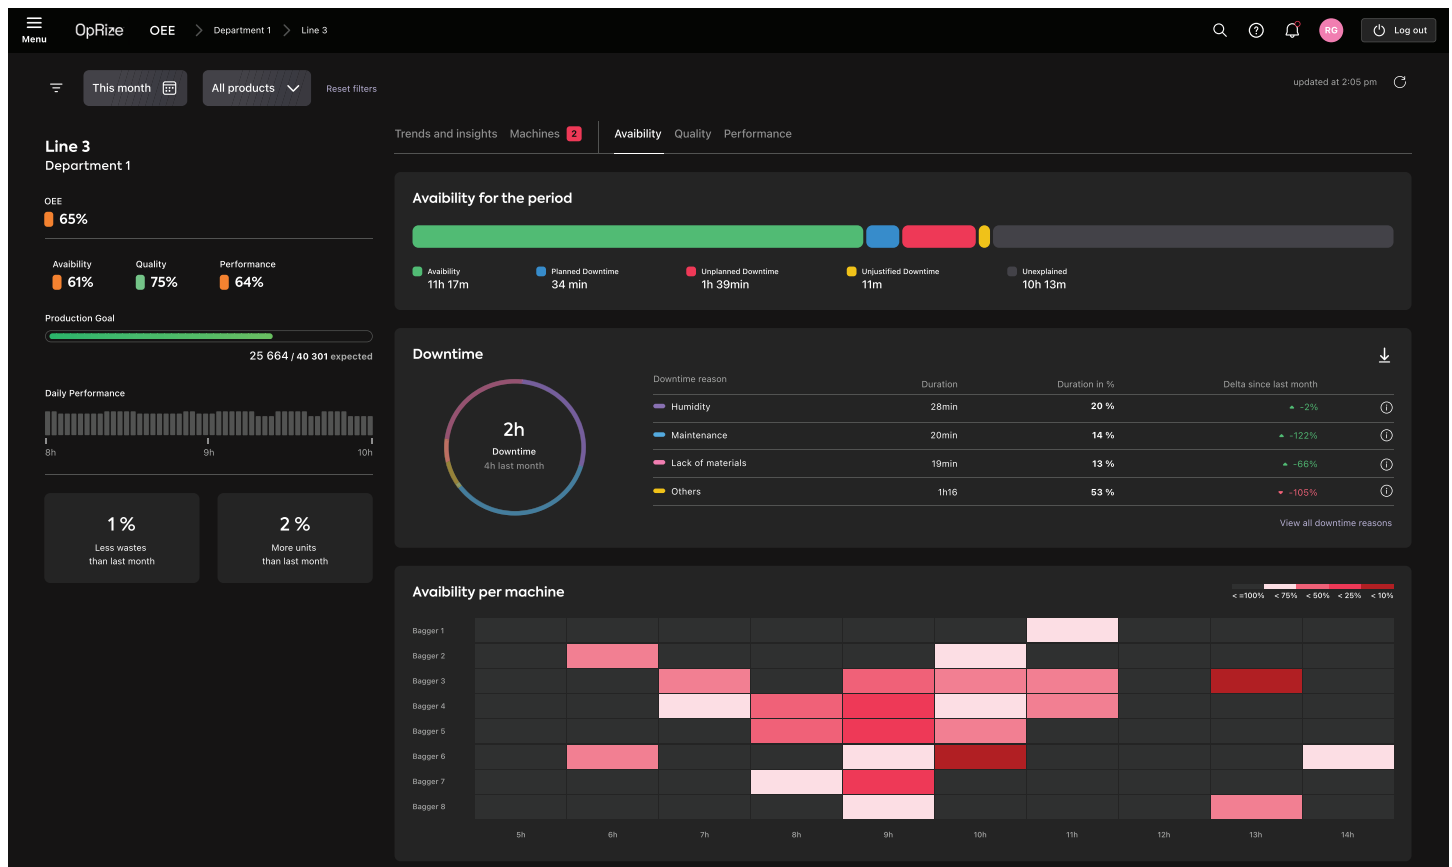 Menu
OpRize
OEE
Department 1
Line 3
RG
Log out
This month
All products
Reset filters
updated at 2:05 pm
Line 3
Department 1
OEE
65%
Avaibility
Quality
Performance
61%
75%
64%
Production Goal
25 664 / 40 301 expected
Daily Performance
8h
9h
10h
1 %
Less wastes
than last month
2 %
More units
than last month
Trends and insights
Machines
2
Avaibility
Quality
Performance
Avaibility for the period
Avaibility
11h 17m
Planned Downtime
34 min
Unplanned Downtime
1h 39min
Unjustified Downtime
11m
Unexplained
10h 13m
Downtime
2h
Downtime
4h last month
Downtime reason Duration Duration in % Delta since last month
Humidity 28min 20 % -2%
Maintenance 20min 14 % -122%
Lack of materials 19min 13 % -66%
Others 1h16 53 % -105%
View all downtime reasons
Avaibility per machine
< =100% < 75% < 50% < 25% < 10%
Bagger 1
Bagger 2
Bagger 3
Bagger 4
Bagger 5
Bagger 6
Bagger 7
Bagger 8
5h 6h 7h 8h 9h 10h 11h 12h 13h 14h